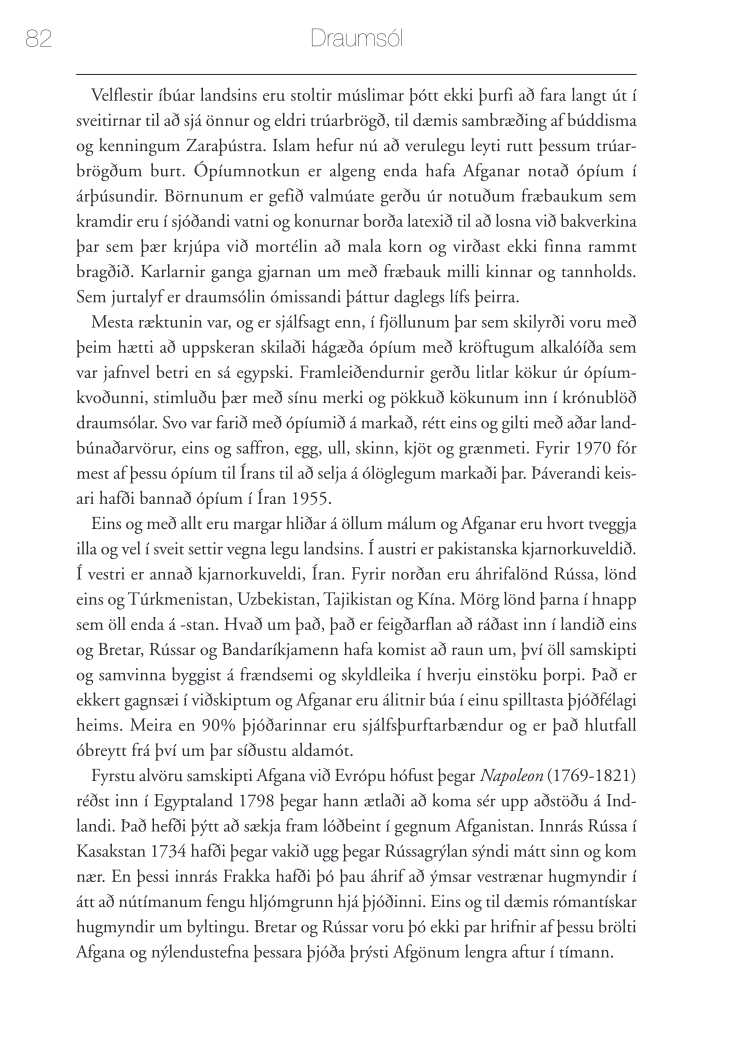 82
Draumsól
Velflestir íbúar landsins eru stoltir múslimar þótt ekki þurfi að fara langt út í
sveitirnar til að sjá önnur og eldri trúarbrögð, til dæmis sambræðing af búddisma
og kenningum Zaraþústra. Islam hefur nú að verulegu leyti rutt þessum trúar-
brögðum burt. Ópíumnotkun er algeng enda hafa Afganar notað ópíum í
árþúsundir. Börnunum er gefið valmúate gerðu úr notuðum fræbaukum sem
kramdir eru í sjóðandi vatni og konurnar borða latexið til að losna við bakverkina
þar sem þær krjúpa við mortélin að mala korn og virðast ekki finna rammt
bragðið. Karlarnir ganga gjarnan um með fræbauk milli kinnar og tannholds.
Sem jurtalyf er draumsólin ómissandi þáttur daglegs lífs þeirra.
Mesta ræktunin var, og er sjálfsagt enn, í fjöllunum þar sem skilyrði voru með
þeim hætti að uppskeran skilaði hágæða ópíum með kröftugum alkalóíða sem
var jafnvel betri en sá egypski. Framleiðendurnir gerðu litlar kökur úr ópíum-
kvoðunni, stimluðu þær með sínu merki og pökkuð kökunum inn í krónublöð
draumsólar. Svo var farið með ópíumið á markað, rétt eins og gilti með aðar land-
búnaðarvörur, eins og saffron, egg, ull, skinn, kjöt og grænmeti. Fyrir 1970 fór
mest af þessu ópíum til Írans til að selja á ólöglegum markaði þar. Þáverandi keis-
ari hafði bannað ópíum í Íran 1955.
Eins og með allt eru margar hliðar á öllum málum og Afganar eru hvort tveggja
illa og vel í sveit settir vegna legu landsins. Í austri er pakistanska kjarnorkuveldið.
Í vestri er annað kjarnorkuveldi, Íran. Fyrir norðan eru áhrifalönd Rússa, lönd
eins og Túrkmenistan, Uzbekistan, Tajikistan og Kína. Mörg lönd þarna í hnapp
sem öll enda á -stan. Hvað um það, það er feigðarflan að ráðast inn í landið eins
og Bretar, Rússar og Bandaríkjamenn hafa komist að raun um, því öll samskipti
og samvinna byggist á frændsemi og skyldleika í hverju einstöku þorpi. Það er
ekkert gagnsæi í viðskiptum og Afganar eru álitnir búa í einu spilltasta þjóðfélagi
heims. Meira en 90% þjóðarinnar eru sjálfsþurftarbændur og er það hlutfall
óbreytt frá því um þar síðustu aldamót.
Fyrstu alvöru samskipti Afgana við Evrópu hófust þegar Napoleon (1769-1821)
réðst inn í Egyptaland 1798 þegar hann ætlaði að koma sér upp aðstöðu á Ind-
landi. Það hefði þýtt að sækja fram lóðbeint í gegnum Afganistan. Innrás Rússa í
Kasakstan 1734 hafði þegar vakið ugg þegar Rússagrýlan sýndi mátt sinn og kom
nær. En þessi innrás Frakka hafði þó þau áhrif að ýmsar vestrænar hugmyndir í
átt að nútímanum fengu hljómgrunn hjá þjóðinni. Eins og til dæmis rómantískar
hugmyndir um byltingu. Bretar og Rússar voru þó ekki par hrifnir af þessu brölti
Afgana og nýlendustefna þessara þjóða þrýsti Afgönum lengra aftur í tímann.